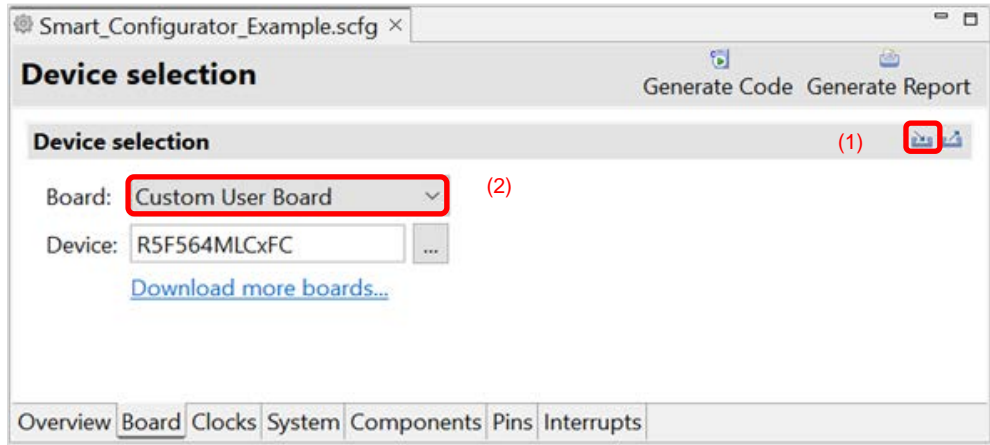 Smart_Configurator_Example.scfg ×
Device selection
Generate Code Generate Report
Device selection
(1)
Board: Custom User Board
(2)
Device: R5F564MLCxFC ...
Download more boards...
Overview Board Clocks System Components Pins Interrupts